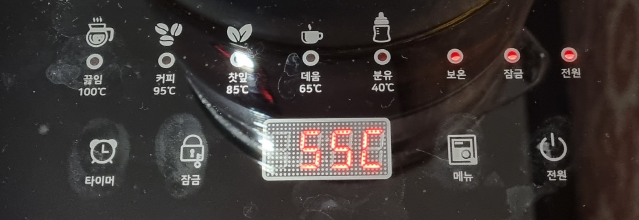 끓임 커피 찻잎 데움 분유 보온 잠금 전원
100℃ 95℃ 85℃ 65℃ 40℃
55C
타이머 잠금 메뉴 전원